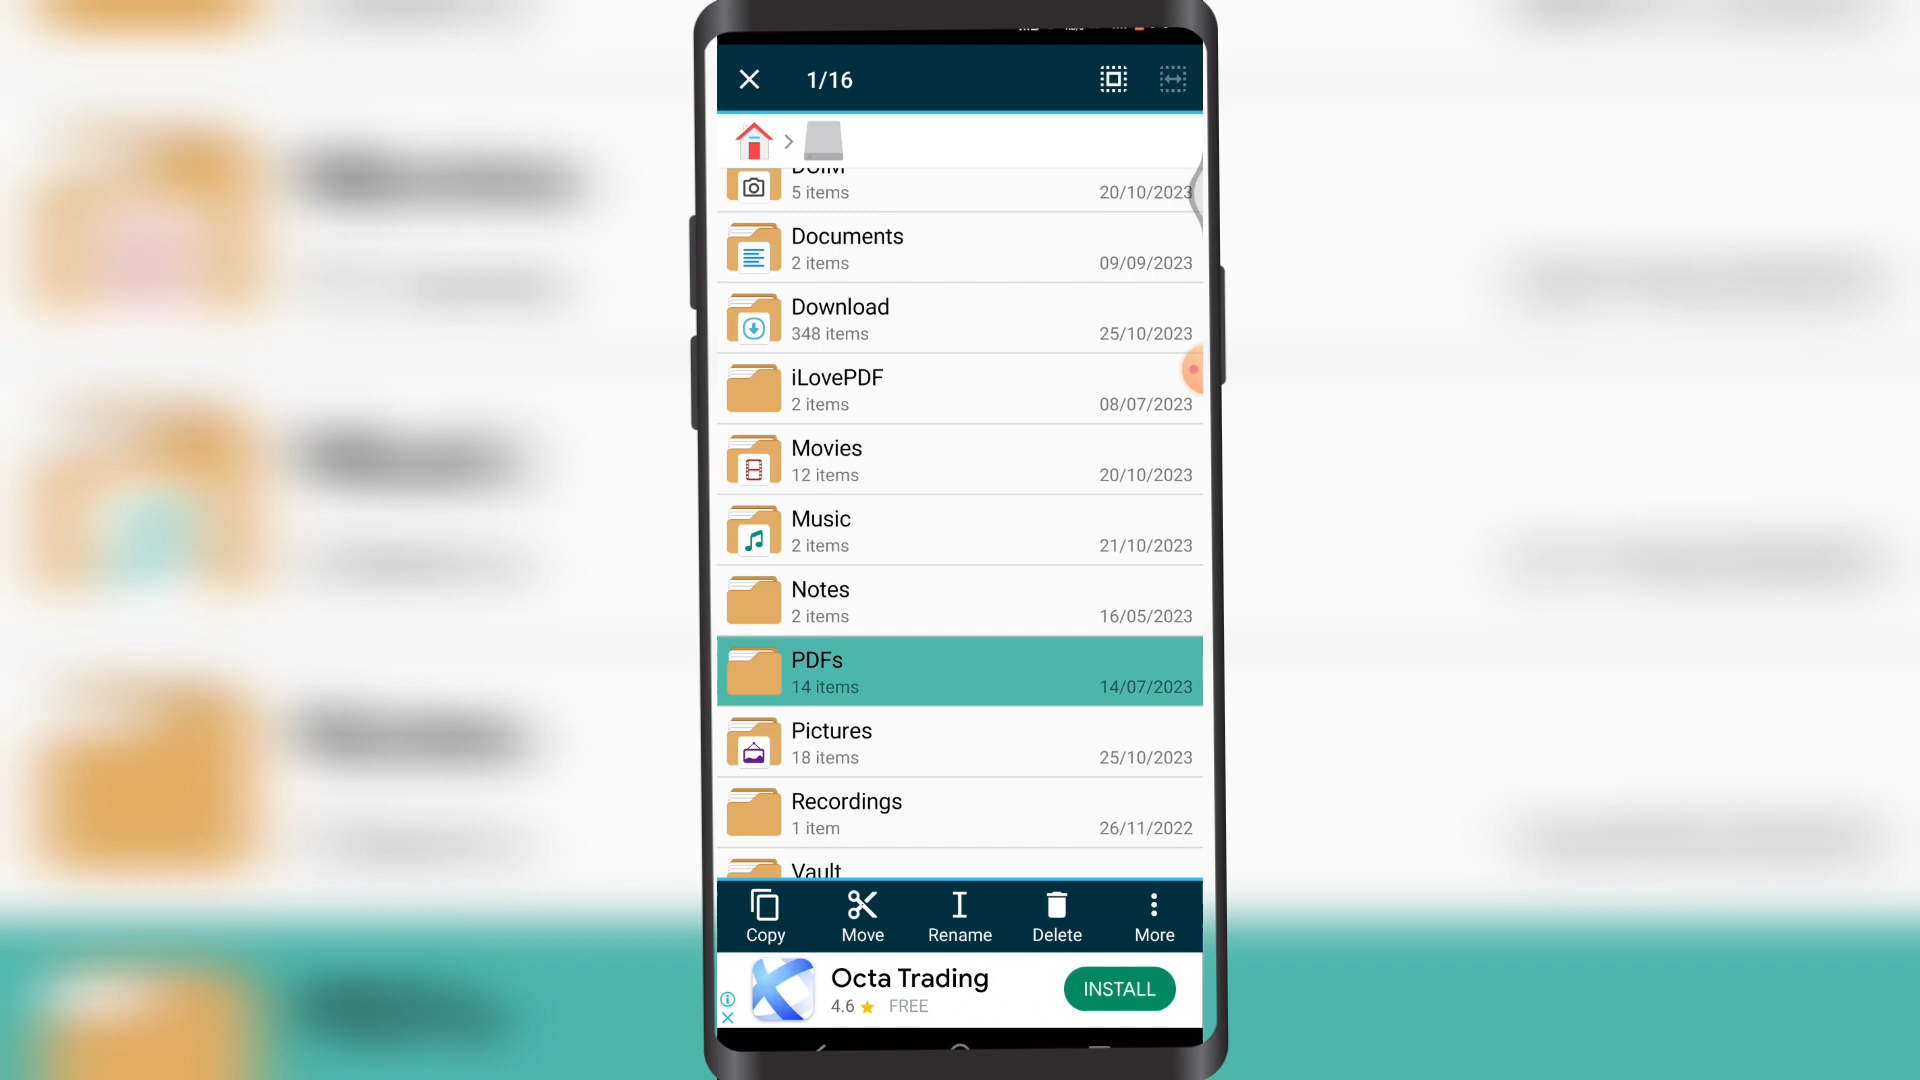 1/16
5 items
20/10/2023
Documents
2 items
09/09/2023
Download
348 items
25/10/2023
iLovePDF
2 items
08/07/2023
Movies
12 items
20/10/2023
Music
2 items
21/10/2023
Notes
2 items
16/05/2023
PDFs
14 items
14/07/2023
Pictures
18 items
25/10/2023
Recordings
1 item
26/11/2022
Vault
Copy
Move
Rename
Delete
More
Octa Trading
4.6 ★ FREE
INSTALL